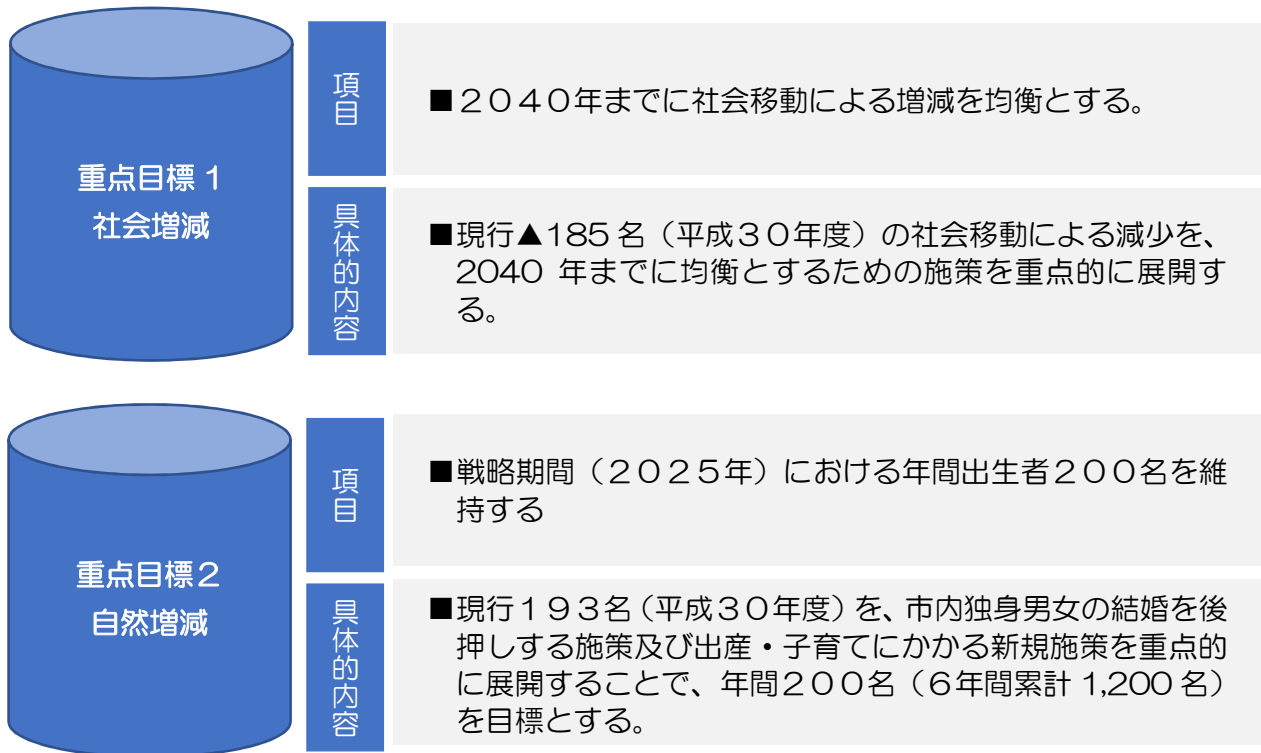 重点目標1
社会増減
項目
■2040年までに社会移動による増減を均衡とする。
具体的内容
■現行▲185名（平成30年度）の社会移動による減少を、
2040 年までに均衡とするための施策を重点的に展開す
る。
重点目標2
自然増減
項目
■戦略期間（2025年）における年間出生者200名を維
持する
具体的内容
■現行193名（平成30年度）を、市内独身男女の結婚を後
押しする施策及び出産・子育てにかかる新規施策を重点的
に展開することで、年間200名（6年間累計 1,200 名）
を目標とする。